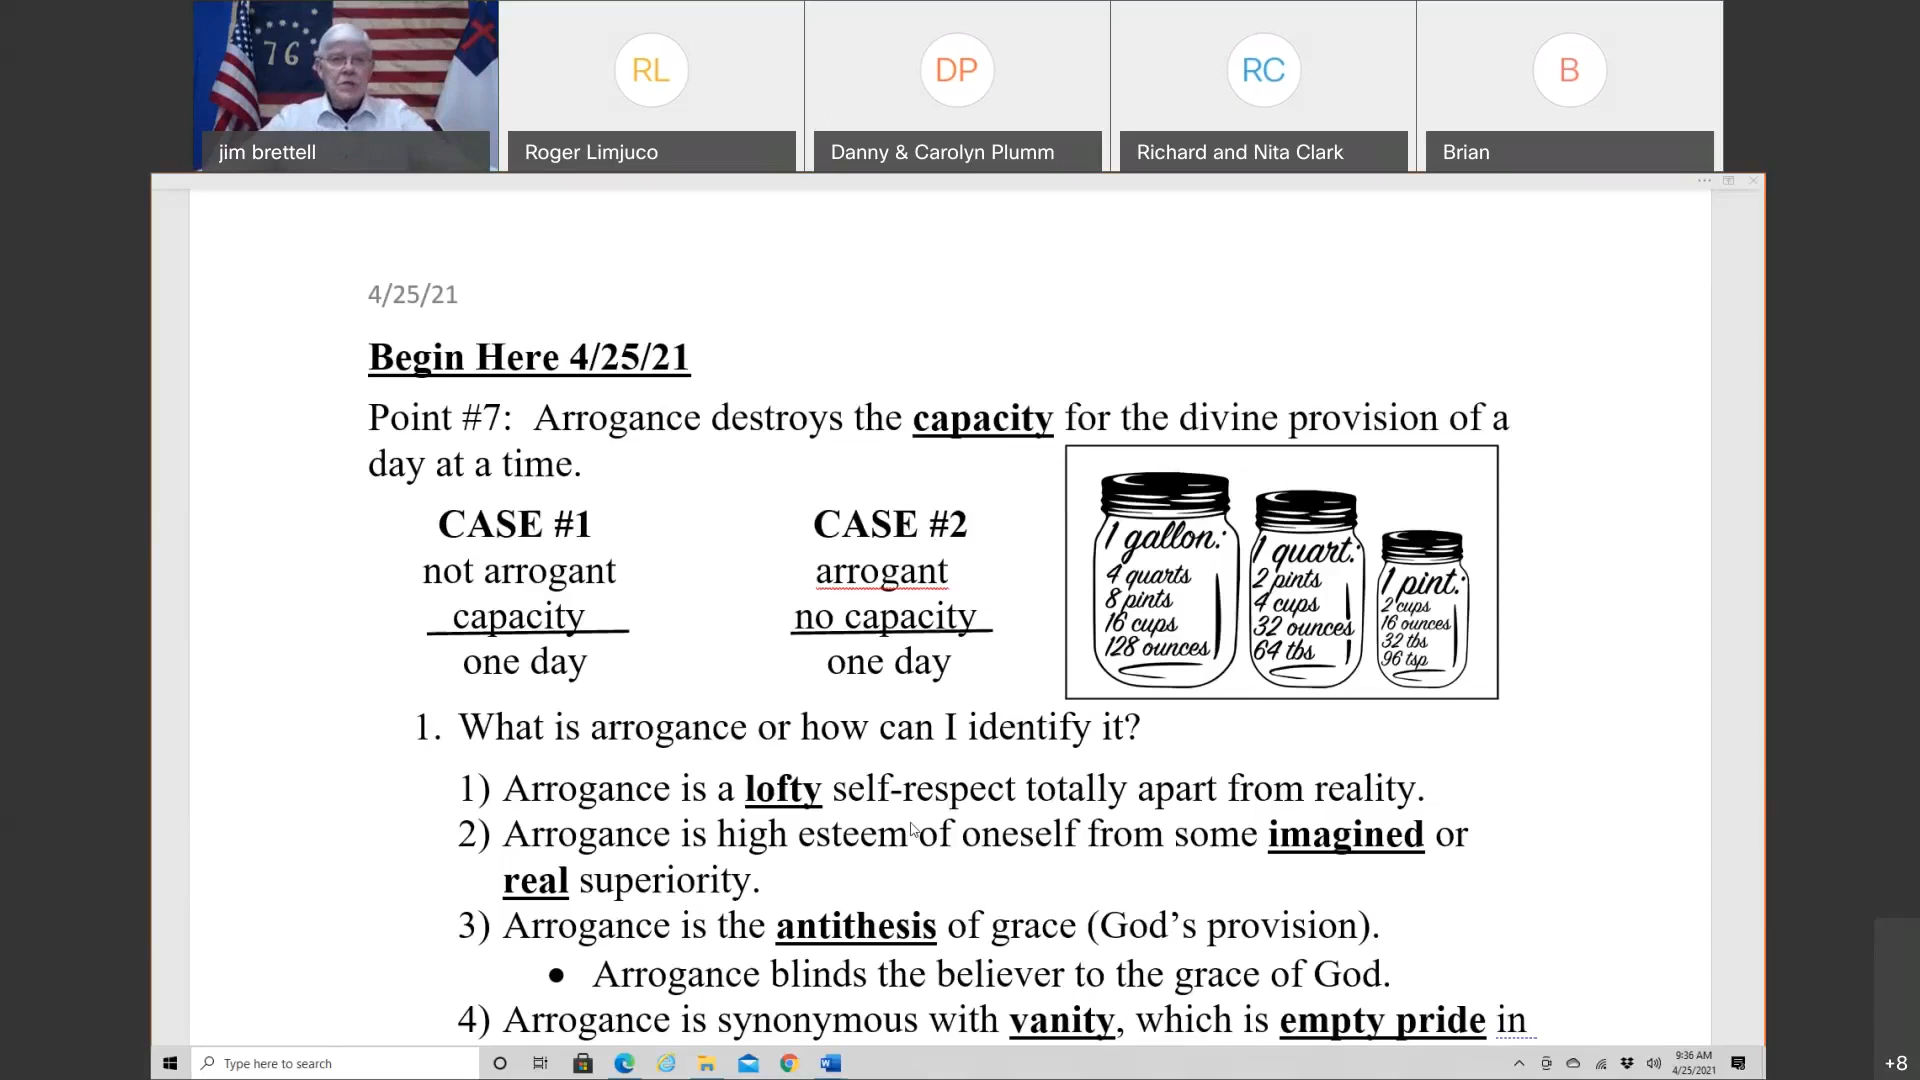 76
RL
DP
RC
B
jim brettell
Roger Limjuco
Danny & Carolyn Plumm
Richard and Nita Clark
Brian
4/25/21
Begin Here 4/25/21
Point #7: Arrogance destroys the capacity for the divine provision of a
day at a time.
CASE #1
not arrogant
capacity
one day
CASE #2
arrogant
no capacity
one day
1 gallon:
4 quarts
8 pints
16 cups
128 ounces
1 quart:
2 pints
4 cups
32 ounces
64 tbs
1 pint:
2 cups
16 ounces
32 tbs
96 tsp
1. What is arrogance or how can I identify it?
1) Arrogance is a lofty self-respect totally apart from reality.
2) Arrogance is high esteem of oneself from some imagined or
real superiority.
3) Arrogance is the antithesis of grace (God’s provision).
• Arrogance blinds the believer to the grace of God.
4) Arrogance is synonymous with vanity, which is empty pride in
Type here to search
9:36 AM
4/25/2021
+8